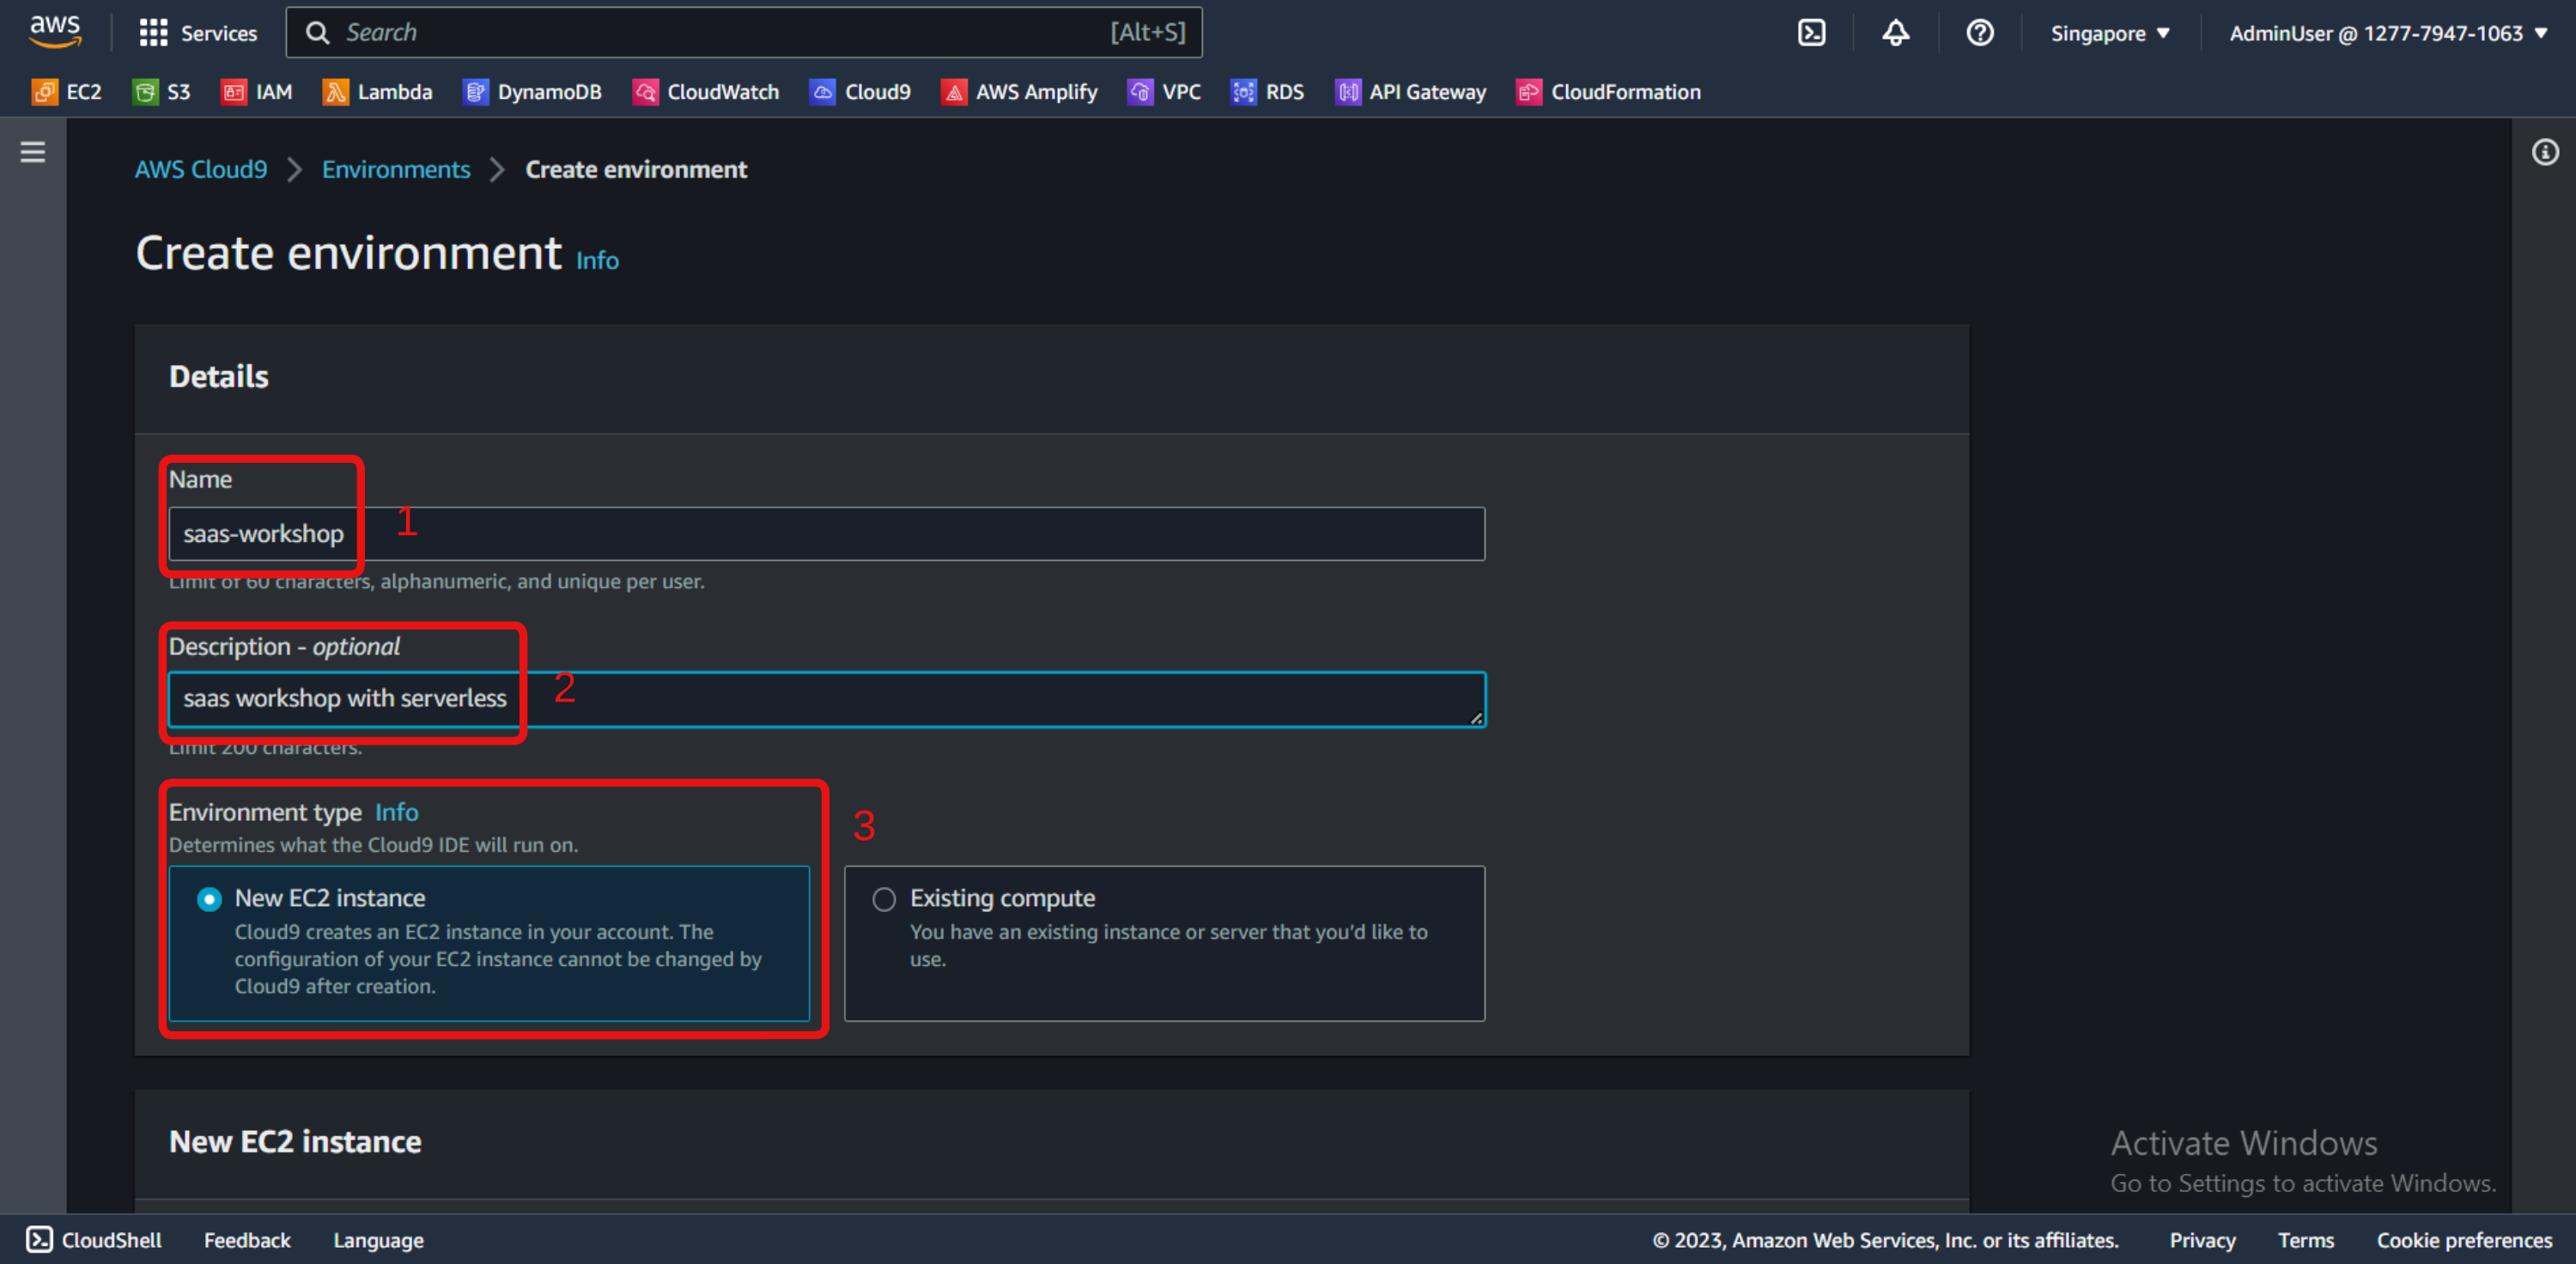 aws Services Search [Alt+S] Singapore ▼ AdminUser @ 1277-7947-1063 ▼
EC2 S3 IAM Lambda DynamoDB CloudWatch Cloud9 AWS Amplify VPC RDS API Gateway CloudFormation
AWS Cloud9 > Environments > Create environment
Create environment Info
Details
Name
saas-workshop 1
Limit of 60 characters, alphanumeric, and unique per user.
Description - optional
saas workshop with serverless 2
Limit 200 characters.
Environment type Info 3
Determines what the Cloud9 IDE will run on.
New EC2 instance
Cloud9 creates an EC2 instance in your account. The
configuration of your EC2 instance cannot be changed by
Cloud9 after creation.
Existing compute
You have an existing instance or server that you'd like to
use.
New EC2 instance
Activate Windows
Go to Settings to activate Windows.
CloudShell Feedback Language © 2023, Amazon Web Services, Inc. or its affiliates. Privacy Terms Cookie preferences